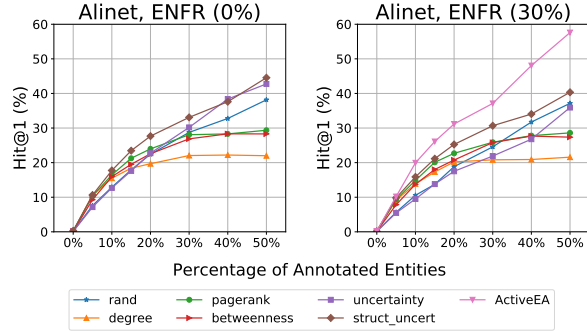 Alinet, ENFR (0%)
Alinet, ENFR (30%)
Hit@1 (%)
60
50
40
30
20
10
0
0%
10%
20%
30%
40%
50%
Hit@1 (%)
60
50
40
30
20
10
0
0%
10%
20%
30%
40%
50%
Percentage of Annotated Entities
rand
pagerank
uncertainty
ActiveEA
degree
betweenness
struct_uncert